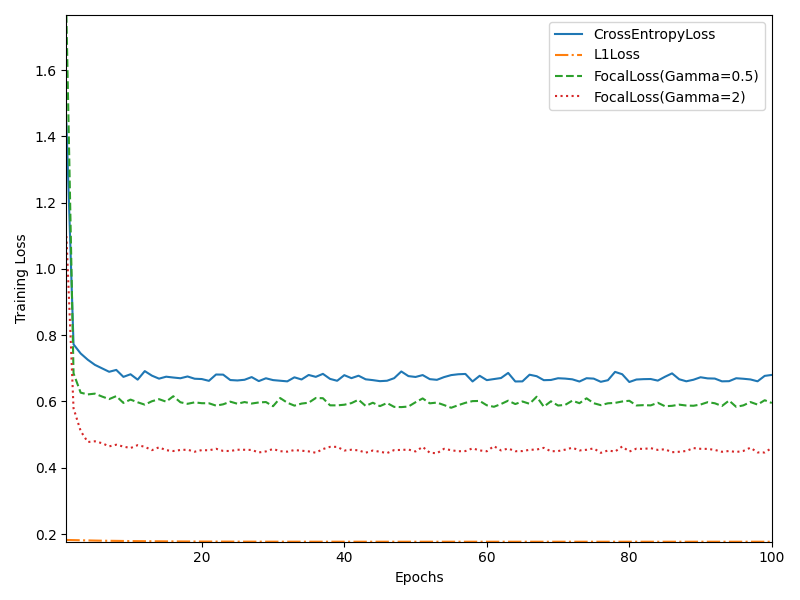 CrossEntropyLoss
L1Loss
FocalLoss(Gamma=0.5)
FocalLoss(Gamma=2)
Training Loss
1.6
1.4
1.2
1.0
0.8
0.6
0.4
0.2
20 40 60 80 100
Epochs